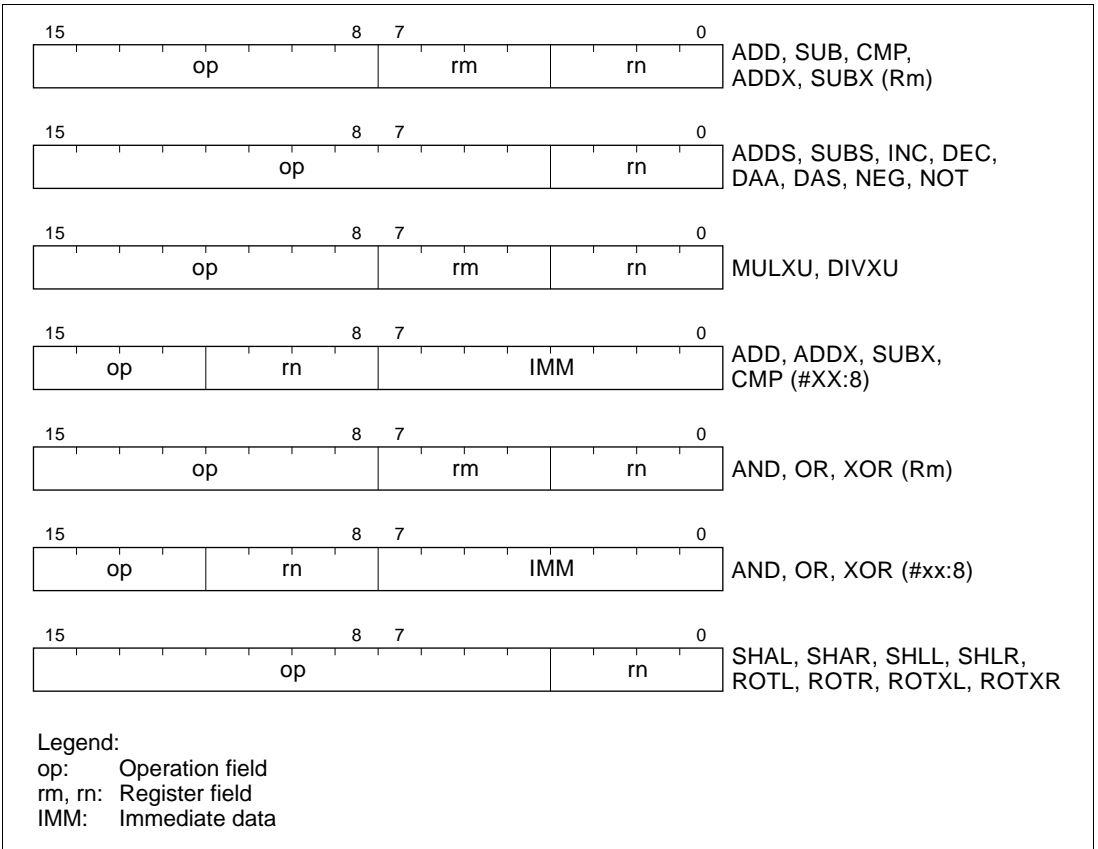 15 8 7 0
op rm rn
ADD, SUB, CMP,
ADDX, SUBX (Rm)
15 8 7 0
op rn
ADDS, SUBS, INC, DEC,
DAA, DAS, NEG, NOT
15 8 7 0
op rm rn
MULXU, DIVXU
15 8 7 0
op rn IMM
ADD, ADDX, SUBX,
CMP (#XX:8)
15 8 7 0
op rm rn
AND, OR, XOR (Rm)
15 8 7 0
op rn IMM
AND, OR, XOR (#xx:8)
15 8 7 0
op rn
SHAL, SHAR, SHLL, SHLR,
ROTL, ROTR, ROTXL, ROTXR
Legend:
op: Operation field
rm, rn: Register field
IMM: Immediate data